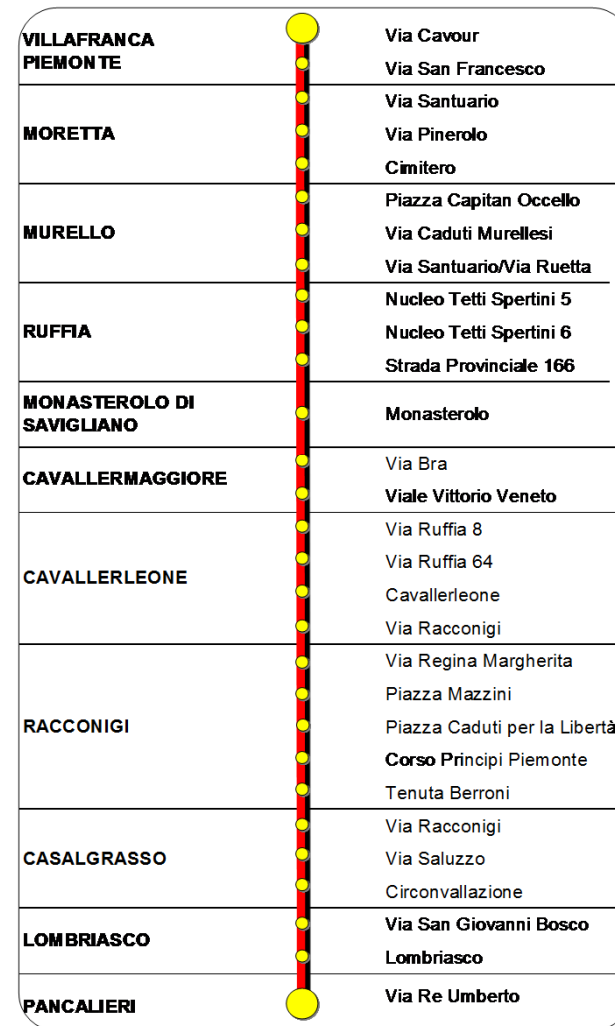 VILLAFRANCA
PIEMONTE
Via Cavour
Via San Francesco
MORETTA
Via Santuario
Via Pinerolo
Cimitero
MURELLO
Piazza Capitan Occello
Via Caduti Murellesi
Via Santuario/Via Ruetta
RUFFIA
Nucleo Tetti Spertini 5
Nucleo Tetti Spertini 6
Strada Provinciale 166
MONASTEROLO DI
SAVIGLIANO
Monasterolo
CAVALLERMAGGIORE
Via Bra
Viale Vittorio Veneto
CAVALLERLEONE
Via Ruffia 8
Via Ruffia 64
Cavallerleone
Via Racconigi
RACCONIGI
Via Regina Margherita
Piazza Mazzini
Piazza Caduti per la Libertà
Corso Principi Piemonte
Tenuta Berroni
CASALGRASSO
Via Racconigi
Via Saluzzo
Circonvallazione
LOMBRIASCO
Via San Giovanni Bosco
Lombriasco
PANCALIERI
Via Re Umberto